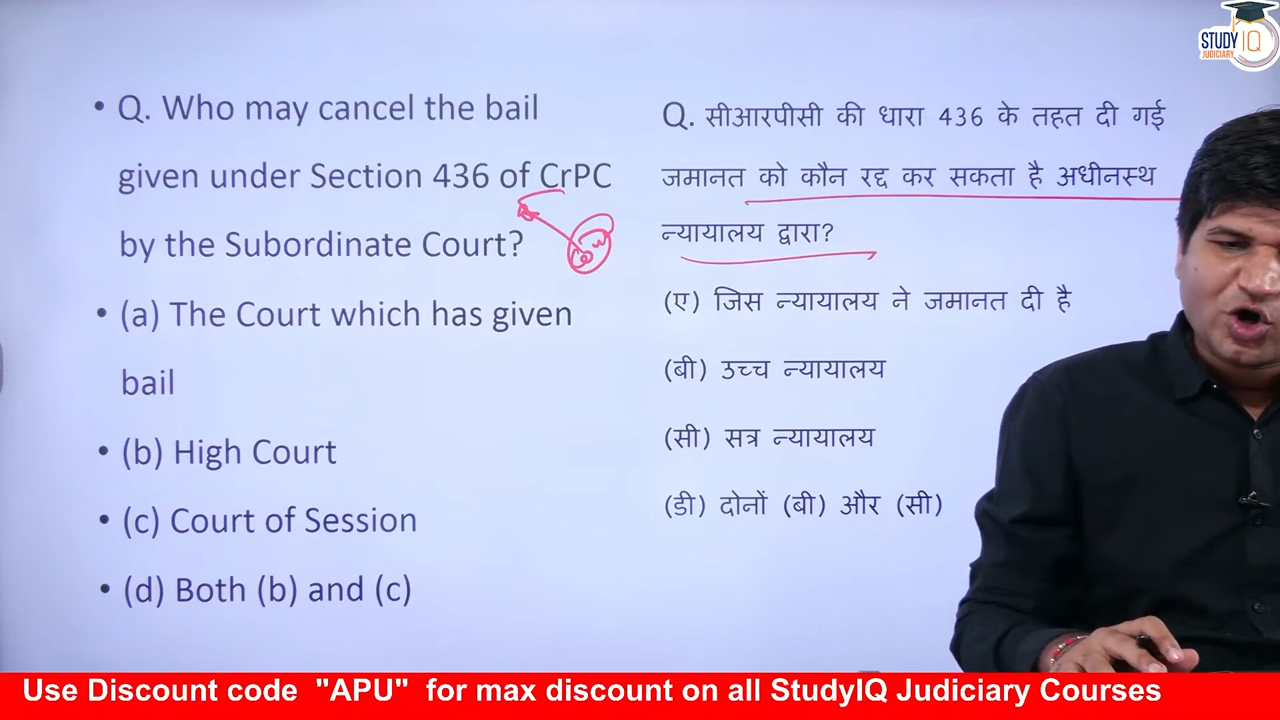 STUDY IQ
JUDICIARY
• Q. Who may cancel the bail
given under Section 436 of CrPC
by the Subordinate Court?
• (a) The Court which has given
bail
• (b) High Court
• (c) Court of Session
• (d) Both (b) and (c)
Q. सीआरपीसी की धारा 436 के तहत दी गई
जमानत को कौन रद्द कर सकता है अधीनस्थ
न्यायालय द्वारा?
(ए) जिस न्यायालय ने जमानत दी है
(बी) उच्च न्यायालय
(सी) सत्र न्यायालय
(डी) दोनों (बी) और (सी)
Use Discount code "APU" for max discount on all StudyIQ Judiciary Courses